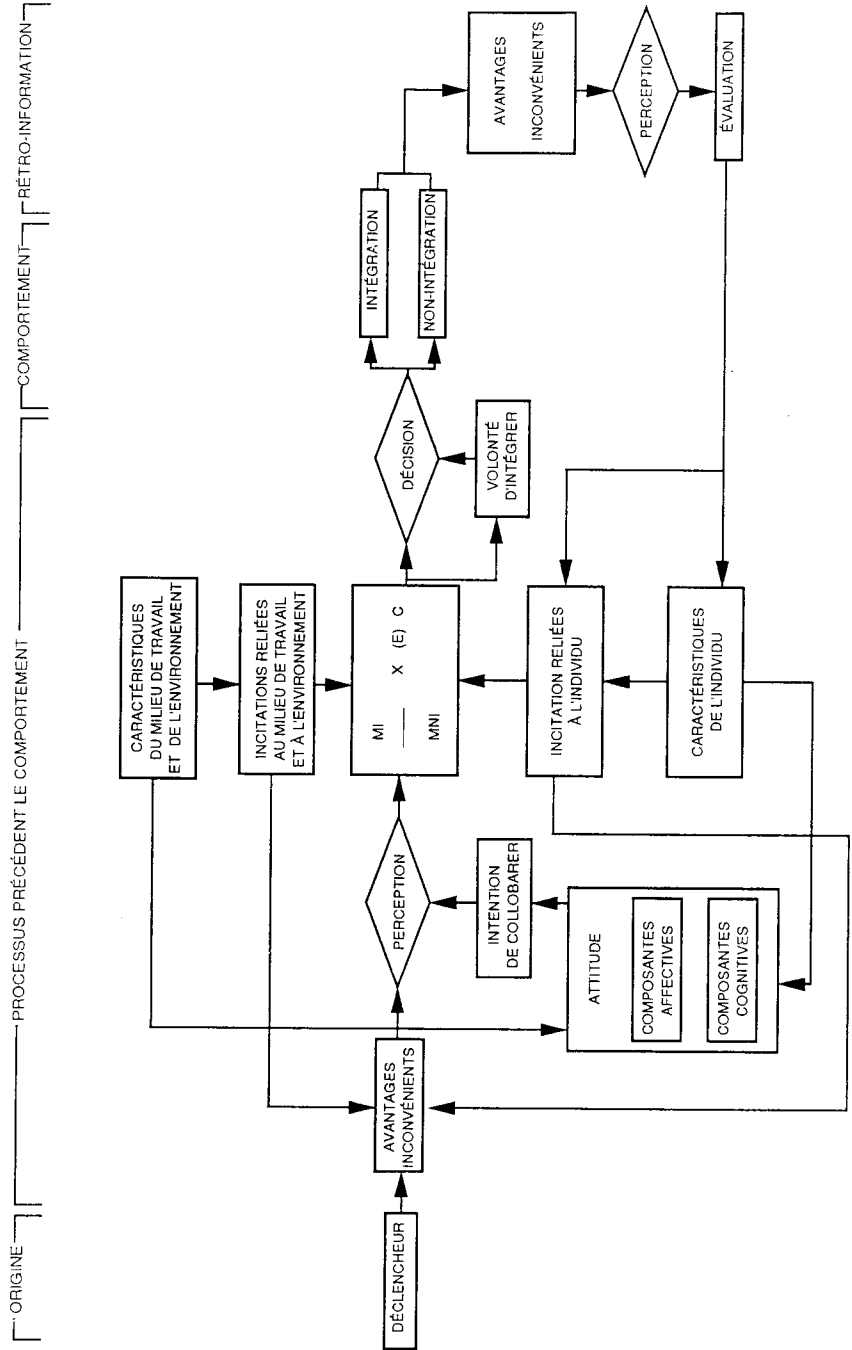 ORIGINE
PROCESSUS PRÉCÉDENT LE COMPORTEMENT
COMPORTEMENT
RÉTRO-INFORMATION
CARACTÉRISTIQUES
DU MILIEU DE TRAVAIL
ET DE L'ENVIRONNEMENT
INCITATIONS RELIÉES
AU MILIEU DE TRAVAIL
ET À L'ENVIRONNEMENT
DÉCLENCHEUR
AVANTAGES
INCONVÉNIENTS
PERCEPTION
MI
X (E) C
MNI
DÉCISION
VOLONTÉ
D'INTÉGRER
INTÉGRATION
NON-INTÉGRATION
AVANTAGES
INCONVÉNIENTS
PERCEPTION
ÉVALUATION
INTENTION
DE COLLOBARER
INCITATION RELIÉES
À L'INDIVIDU
ATTITUDE
COMPOSANTES
AFFECTIVES
COMPOSANTES
COGNITIVES
CARACTÉRISTIQUES
DE L'INDIVIDU